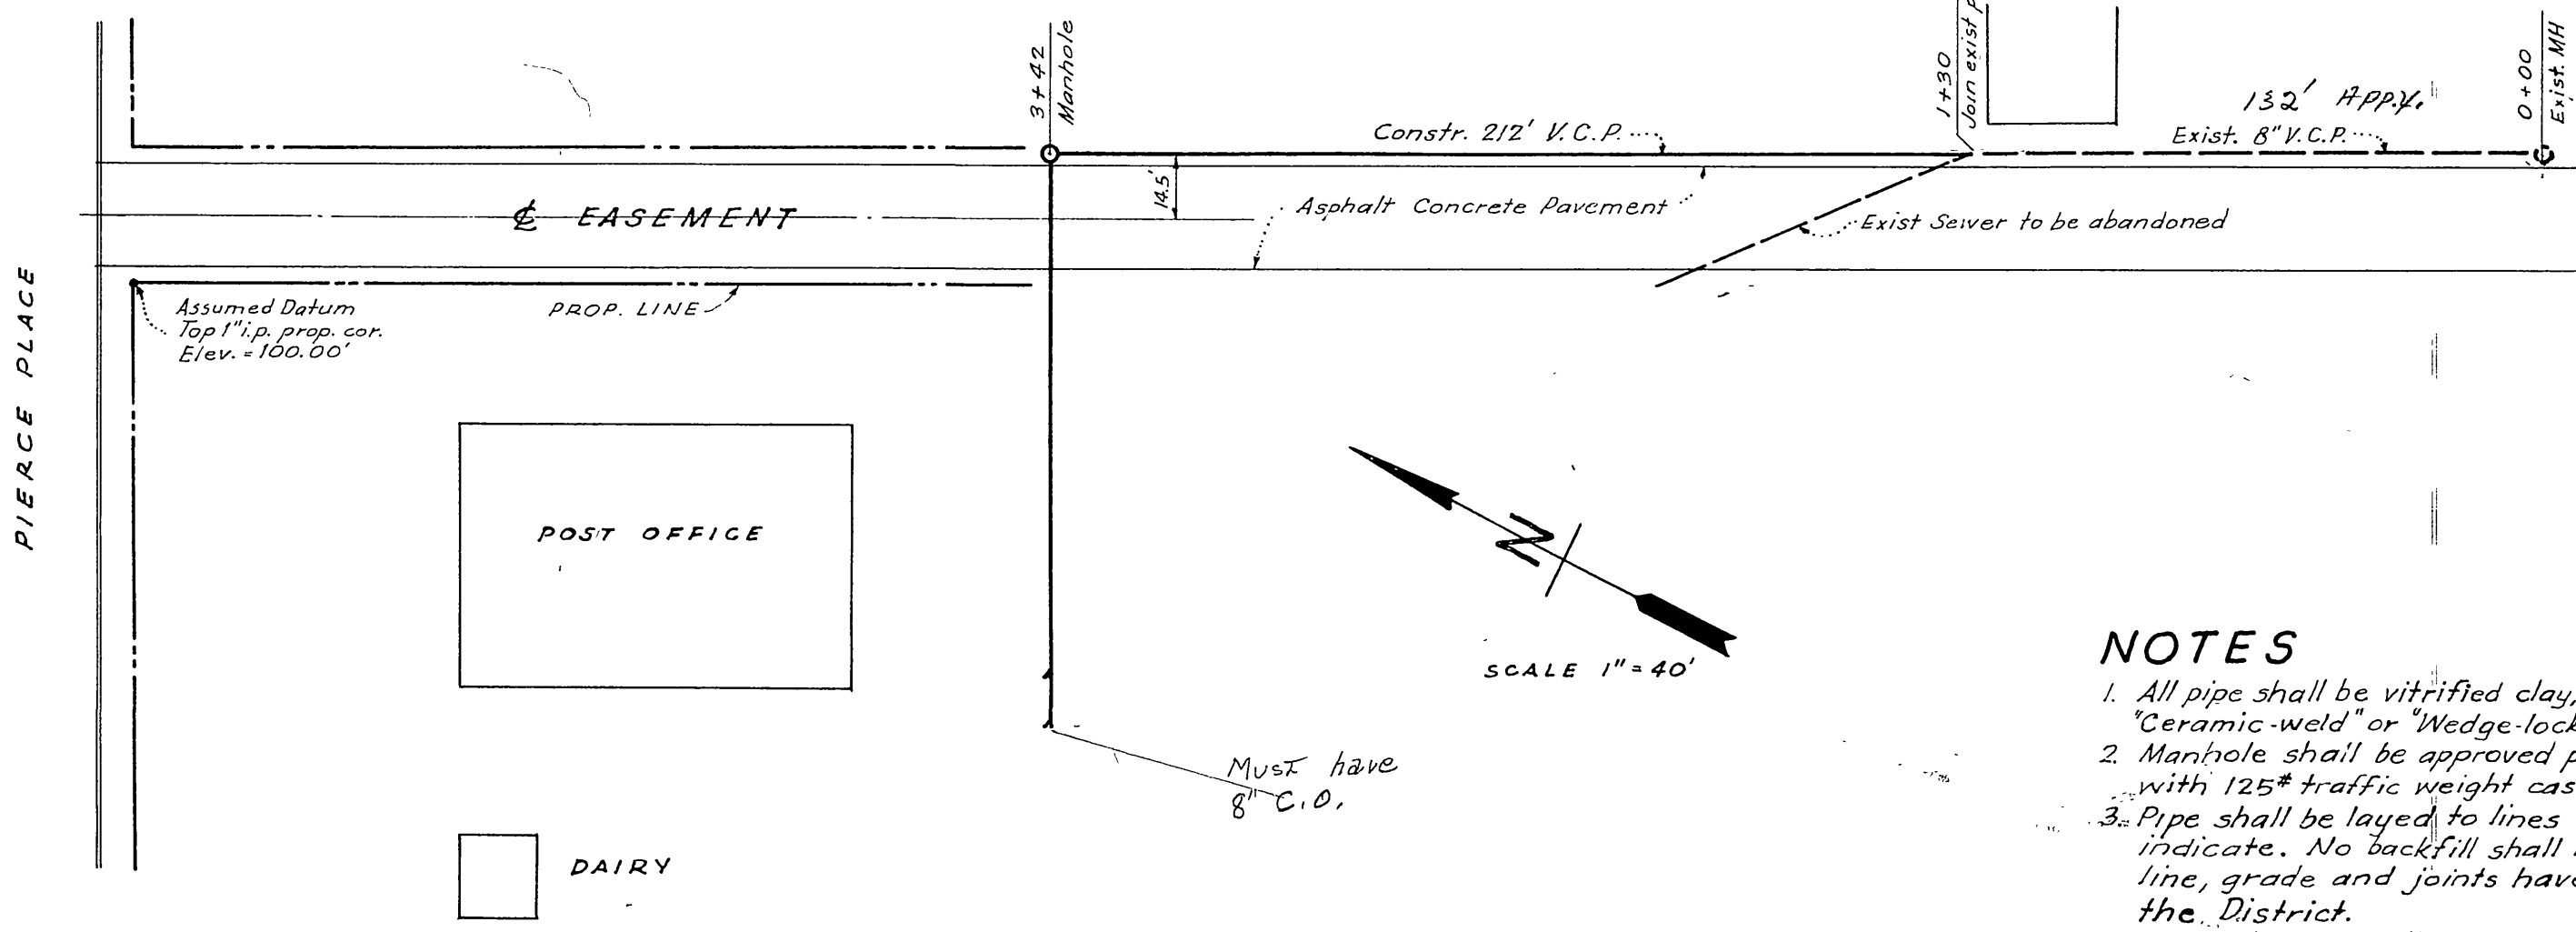 3+42
Manhole
1+30
Join exist
0+00
Exist. MH
132' App.
Constr. 212' V.C.P.
Exist. 8" V.C.P.
14.5'
℄ EASEMENT
Asphalt Concrete Pavement
Exist Sewer to be abandoned
PIERCE PLACE
Assumed Datum
Top 1" i.p. prop. cor.
Elev. = 100.00'
PROP. LINE
POST OFFICE
N
SCALE 1" = 40'
Must have
8" C.O.
DAIRY
NOTES
1. All pipe shall be vitrified clay,
"Ceramic-weld" or "Wedge-lock
2. Manhole shall be approved p
with 125# traffic weight cas
3. Pipe shall be layed to lines
indicate. No backfill shall
line, grade and joints hav
the District.